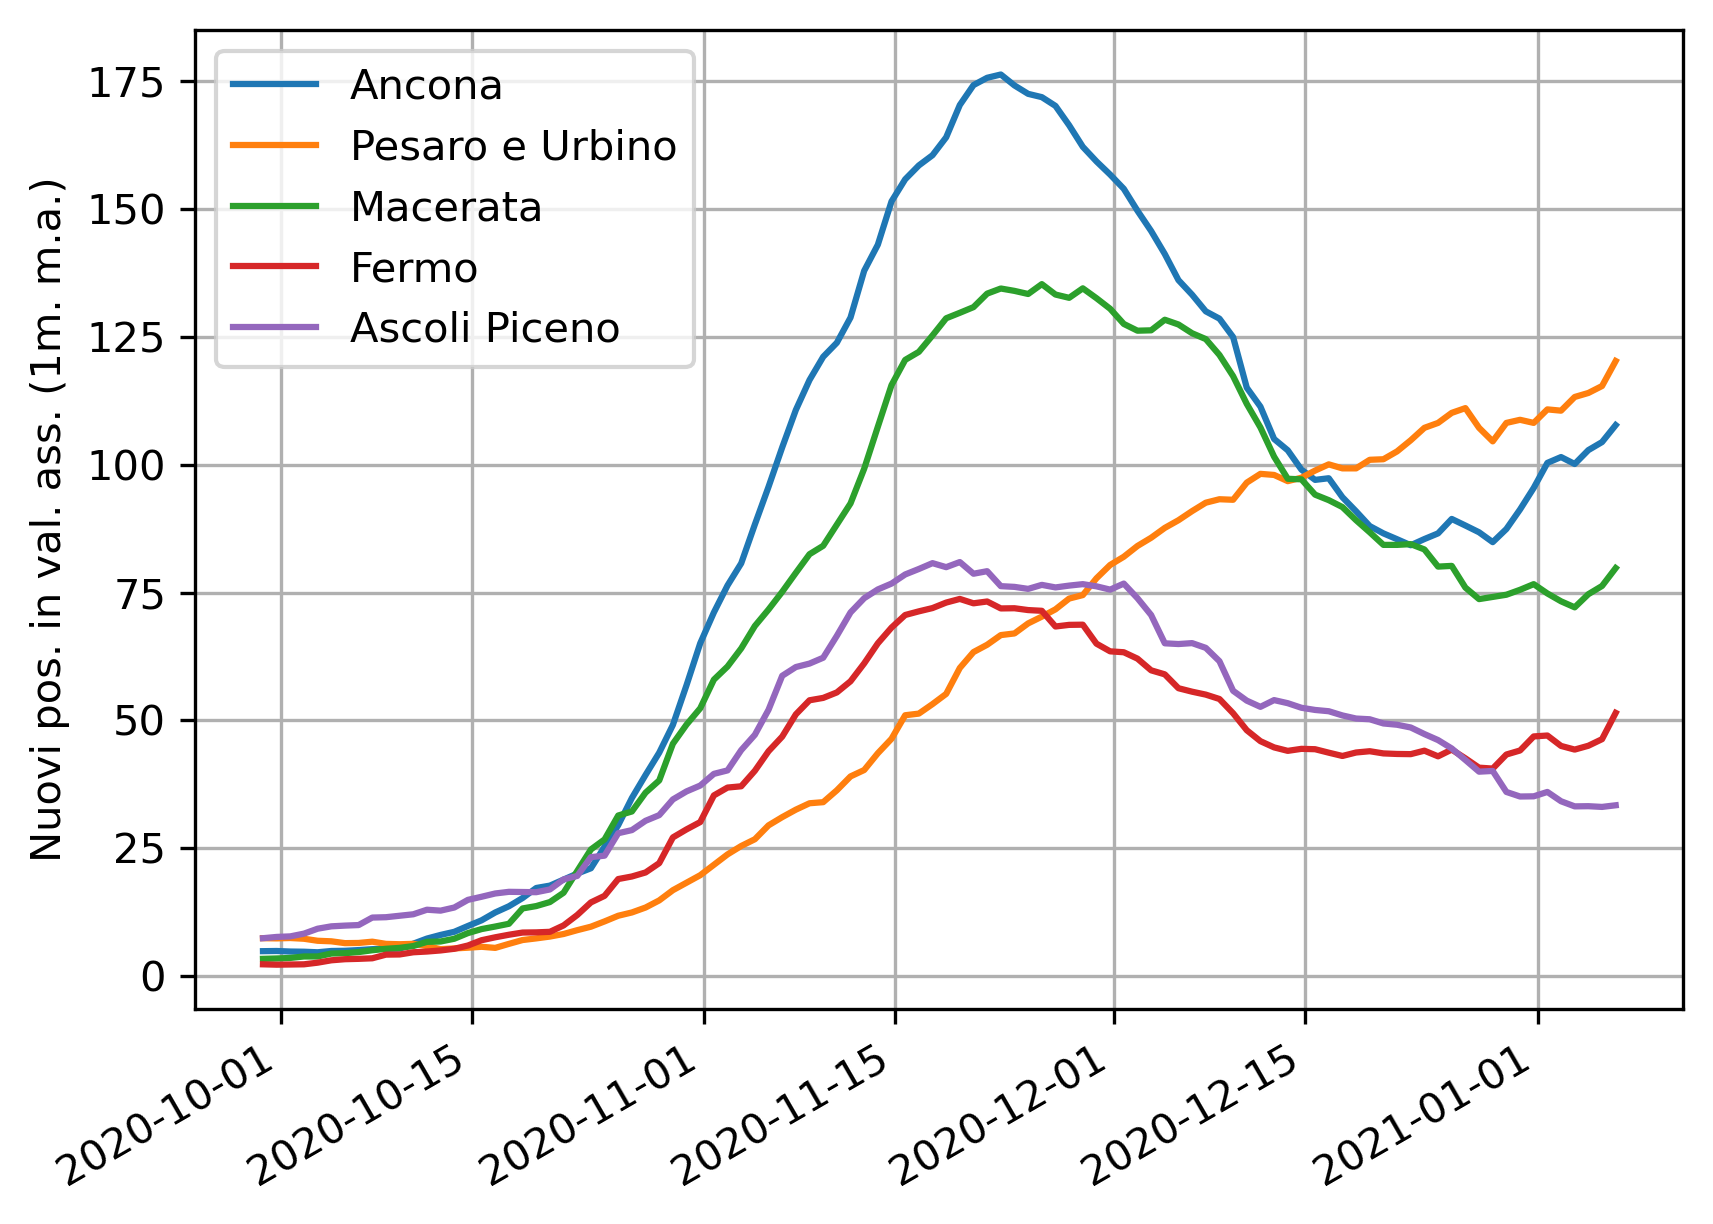 Nuovi pos. in val. ass. (1m. m.a.)
175
150
125
100
75
50
25
0
Ancona
Pesaro e Urbino
Macerata
Fermo
Ascoli Piceno
2020-10-01
2020-10-15
2020-11-01
2020-11-15
2020-12-01
2020-12-15
2021-01-01